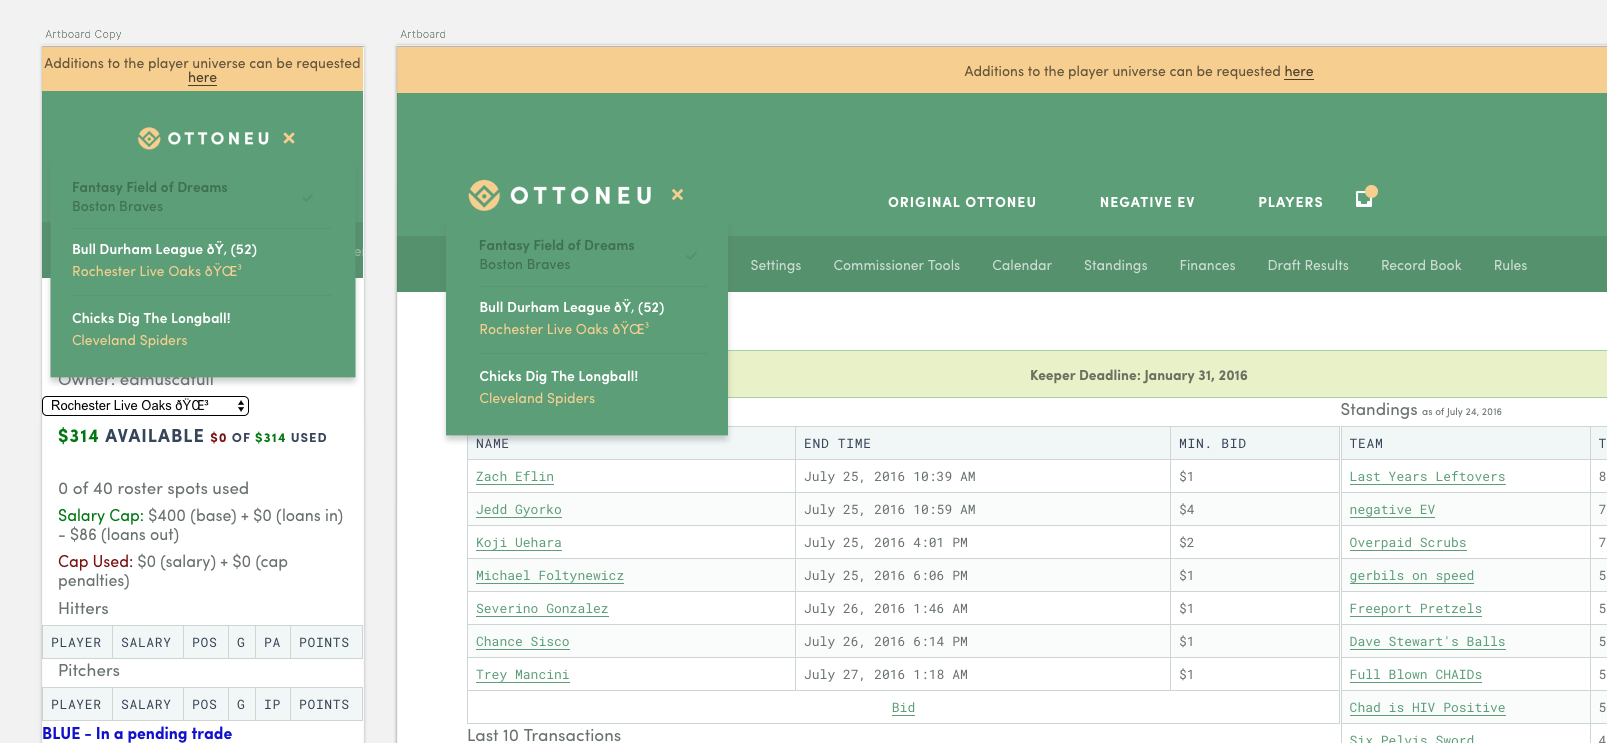 Artboard Copy
Additions to the player universe can be requested
here
OTTONEU
Fantasy Field of Dreams
Boston Braves
Bull Durham League ðŸ‚ (52)
Rochester Live Oaks ðŸŒ³
Chicks Dig The Longball!
Cleveland Spiders
Owner: eamuscatuli
Rochester Live Oaks ðŸŒ³
$314 AVAILABLE $0 OF $314 USED
0 of 40 roster spots used
Salary Cap: $400 (base) + $0 (loans in)
- $86 (loans out)
Cap Used: $0 (salary) + $0 (cap
penalties)
Hitters
PLAYER SALARY POS G PA POINTS
Pitchers
PLAYER SALARY POS G IP POINTS
BLUE - In a pending trade
Artboard
Additions to the player universe can be requested here
OTTONEU
ORIGINAL OTTONEU NEGATIVE EV PLAYERS
Settings Commissioner Tools Calendar Standings Finances Draft Results Record Book Rules
Fantasy Field of Dreams
Boston Braves
Bull Durham League ðŸ‚ (52)
Rochester Live Oaks ðŸŒ³
Chicks Dig The Longball!
Cleveland Spiders
Keeper Deadline: January 31, 2016
NAME END TIME MIN. BID
Zach Eflin July 25, 2016 10:39 AM $1
Jedd Gyorko July 25, 2016 10:59 AM $4
Koji Uehara July 25, 2016 4:01 PM $2
Michael Foltynewicz July 25, 2016 6:06 PM $1
Severino Gonzalez July 26, 2016 1:46 AM $1
Chance Sisco July 26, 2016 6:14 PM $1
Trey Mancini July 27, 2016 1:18 AM $1
Bid
Last 10 Transactions
Standings as of July 24, 2016
TEAM T
Last Years Leftovers 8
negative EV 7
Overpaid Scrubs 7
gerbils on speed 5
Freeport Pretzels 5
Dave Stewart's Balls 5
Full Blown CHAIDs 5
Chad is HIV Positive 5
Six Pelvis Sword 4